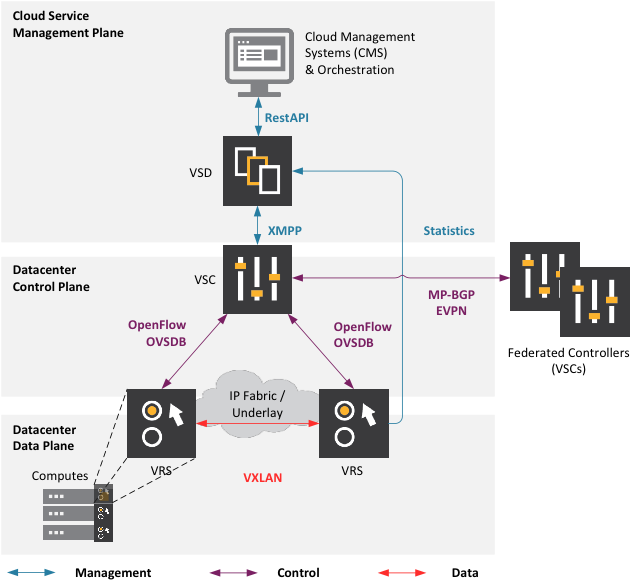 Cloud Service
Management Plane
Cloud Management
Systems (CMS)
& Orchestration
RestAPI
VSD
XMPP
Statistics
Datacenter
Control Plane
VSC
MP-BGP
EVPN
OpenFlow
OVSDB
OpenFlow
OVSDB
Federated Controllers
(VSCs)
IP Fabric /
Underlay
Datacenter
Data Plane
VRS
VXLAN
VRS
Computes
Management
Control
Data